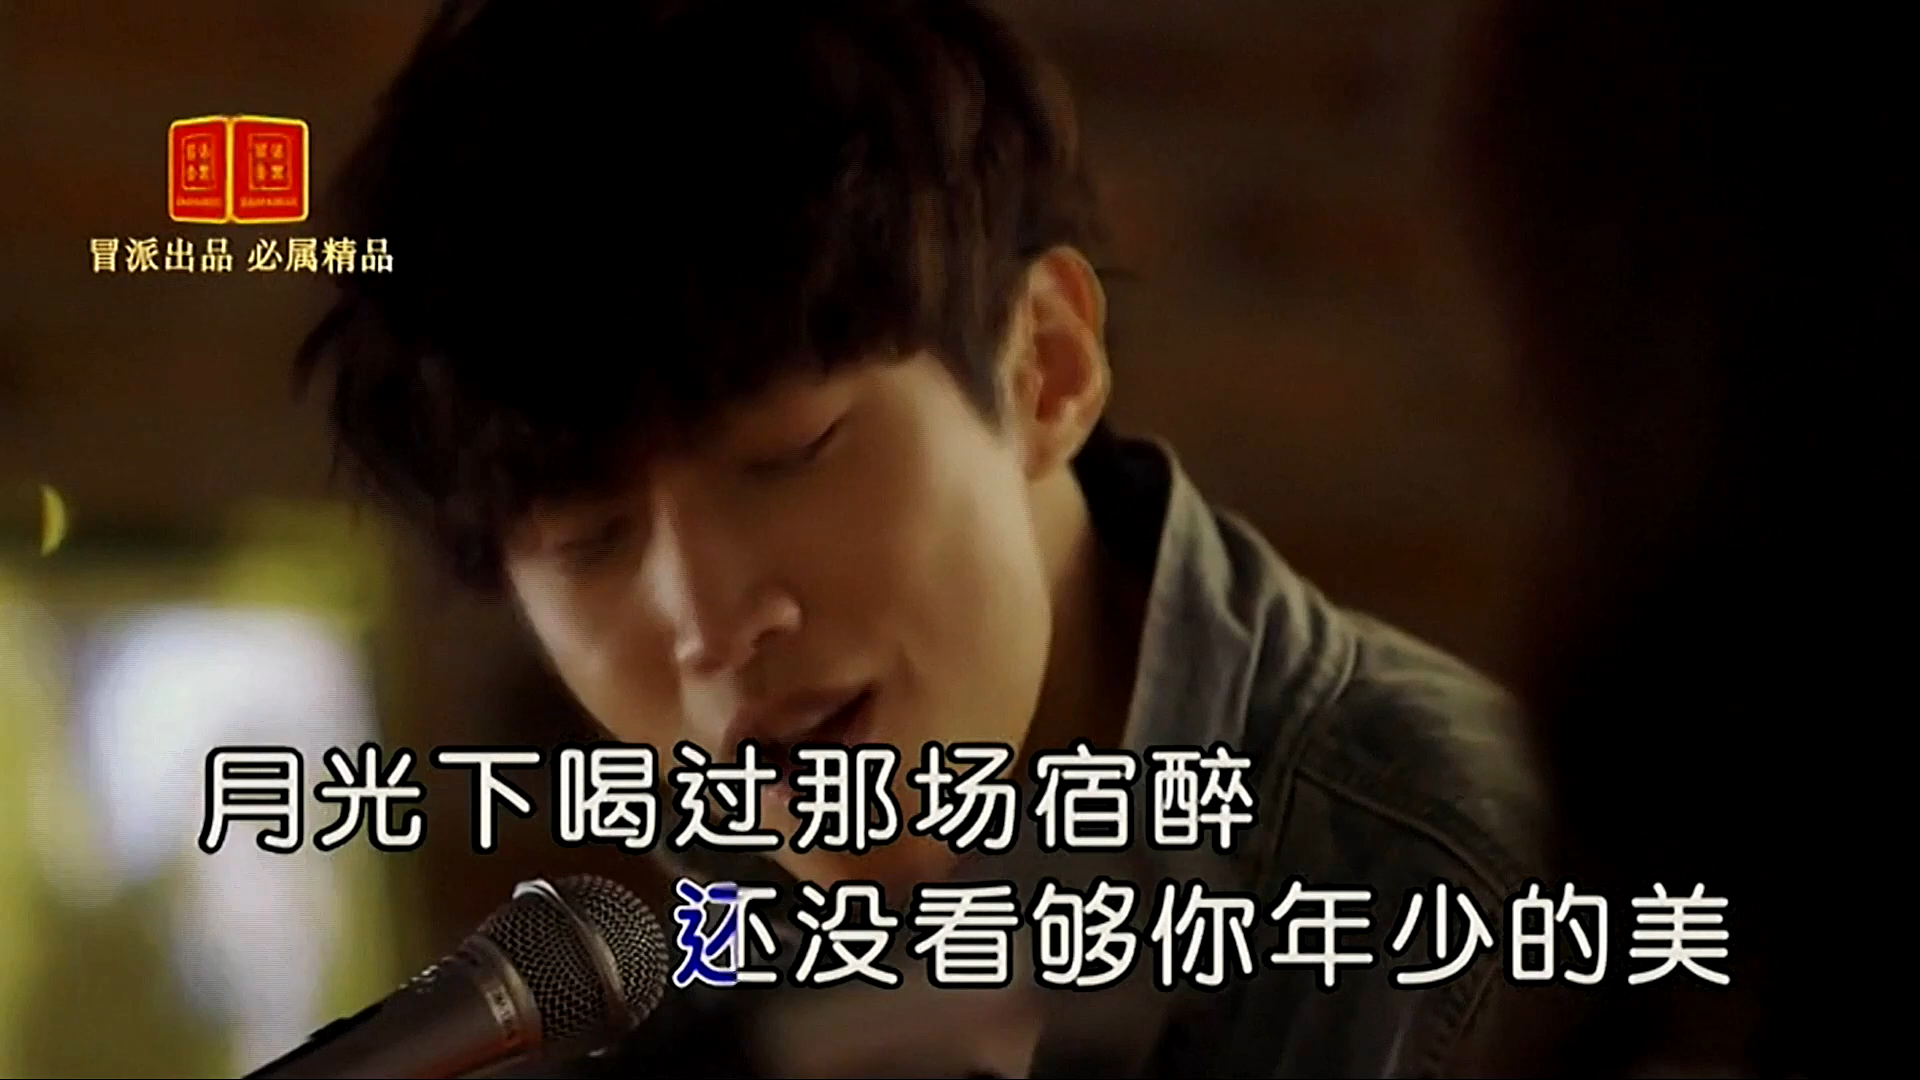 冒派出品 必属精品
月光下喝过那场宿醉
还没看够你年少的美